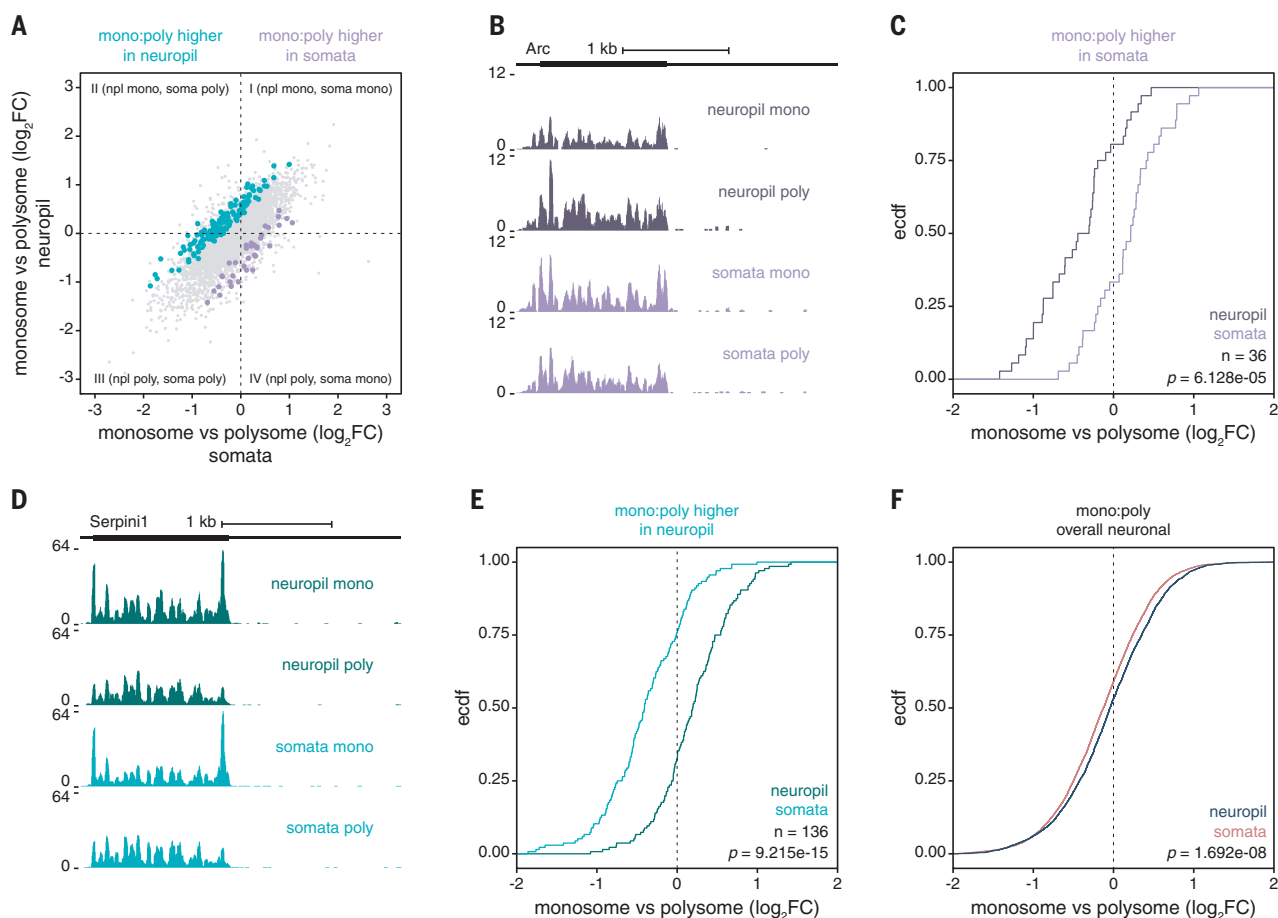 A
mono:poly higher
in neuropil
mono:poly higher
in somata
II (npl mono, soma poly)
I (npl mono, soma mono)
III (npl poly, soma poly)
IV (npl poly, soma mono)
3
2
1
0
-1
-2
-3
-3 -2 -1 0 1 2 3
monosome vs polysome (log2FC)
neuropil
monosome vs polysome (log2FC)
somata
B
Arc
1 kb
12
neuropil mono
0
12
neuropil poly
0
12
somata mono
0
12
somata poly
0
C
mono:poly higher
in somata
1.00
0.75
0.50
0.25
0.00
ecdf
neuropil
somata
n = 36
p = 6.128e-05
-2 -1 0 1 2
monosome vs polysome (log2FC)
D
Serpini1
1 kb
64
neuropil mono
0
64
neuropil poly
0
64
somata mono
0
64
somata poly
0
E
mono:poly higher
in neuropil
1.00
0.75
0.50
0.25
0.00
ecdf
neuropil
somata
n = 136
p = 9.215e-15
-2 -1 0 1 2
monosome vs polysome (log2FC)
F
mono:poly
overall neuronal
1.00
0.75
0.50
0.25
0.00
ecdf
neuropil
somata
p = 1.692e-08
-2 -1 0 1 2
monosome vs polysome (log2FC)